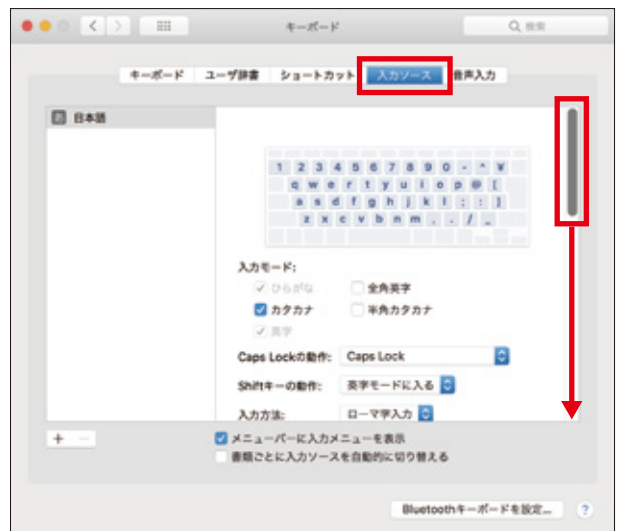 キーボード
検索
キーボード ユーザ辞書 ショートカット 入力ソース 音声入力
あ 日本語
1 2 3 4 5 6 7 8 9 0 - ^ ¥
q w e r t y u i o p @ [
a s d f g h j k l ; : ]
z x c v b n m , . / _
入力モード:
ひらがな 全角英字
カタカナ 半角カタカナ
英字
Caps Lockの動作: Caps Lock
Shiftキーの動作: 英字モードに入る
入力方法: ローマ字入力
+ −
メニューバーに入力メニューを表示
書類ごとに入力ソースを自動的に切り替える
Bluetoothキーボードを設定... ?